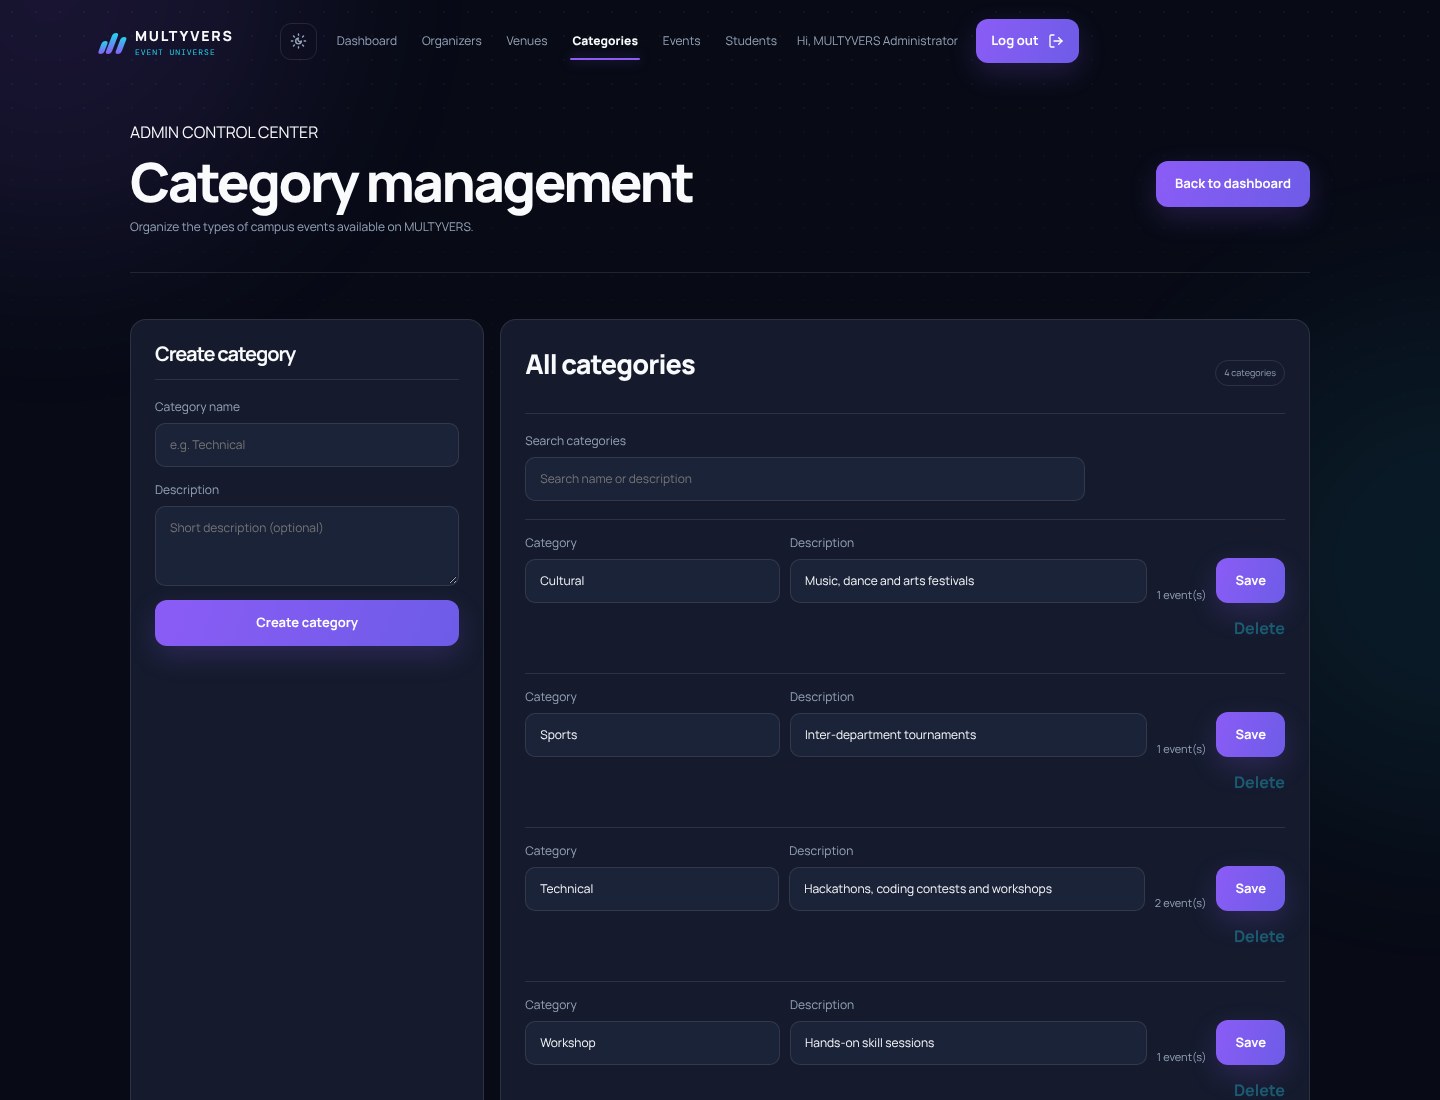 MULTYVERS
EVENT UNIVERSE
Dashboard Organizers Venues Categories Events Students Hi, MULTYVERS Administrator Log out
ADMIN CONTROL CENTER
Category management
Back to dashboard
Organize the types of campus events available on MULTYVERS.
Create category
Category name
e.g. Technical
Description
Short description (optional)
Create category
All categories
4 categories
Search categories
Search name or description
Category Description
Cultural Music, dance and arts festivals 1 event(s) Save
Delete
Category Description
Sports Inter-department tournaments 1 event(s) Save
Delete
Category Description
Technical Hackathons, coding contests and workshops 2 event(s) Save
Delete
Category Description
Workshop Hands-on skill sessions 1 event(s) Save
Delete